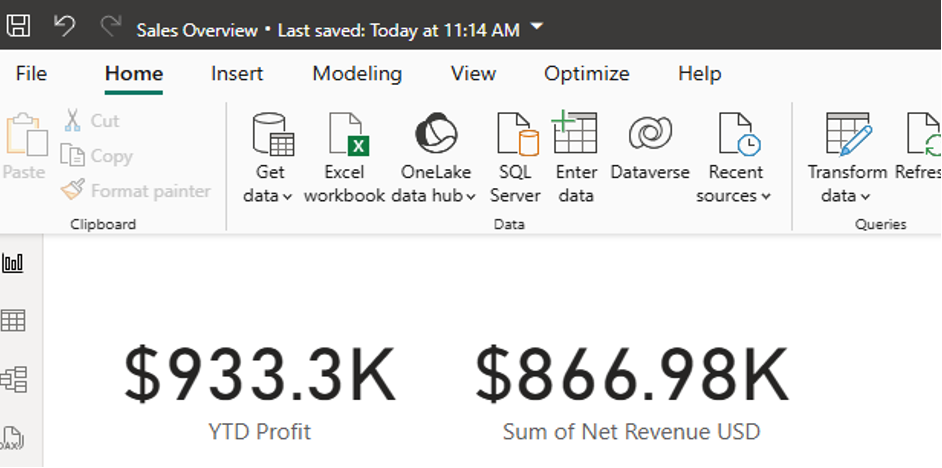 Sales Overview • Last saved: Today at 11:14 AM
File Home Insert Modeling View Optimize Help
Paste
Cut
Copy
Format painter
Clipboard
Get data
Excel workbook
OneLake data hub
SQL Server
Enter data
Dataverse
Recent sources
Data
Transform data
Refres
Queries
DAX
$933.3K
YTD Profit
$866.98K
Sum of Net Revenue USD